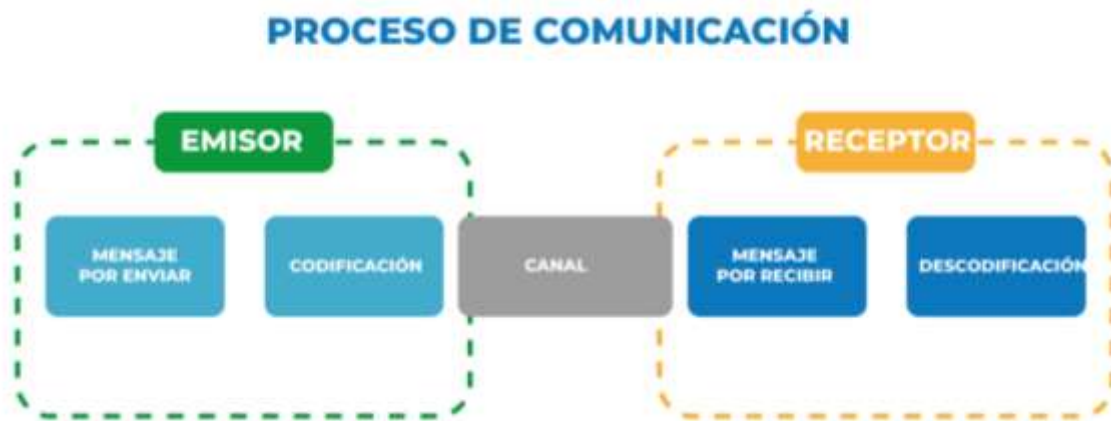 PROCESO DE COMUNICACIÓN
EMISOR
RECEPTOR
MENSAJE
POR ENVIAR
CODIFICACIÓN
CANAL
MENSAJE
POR RECIBIR
DESCODIFICACIÓN